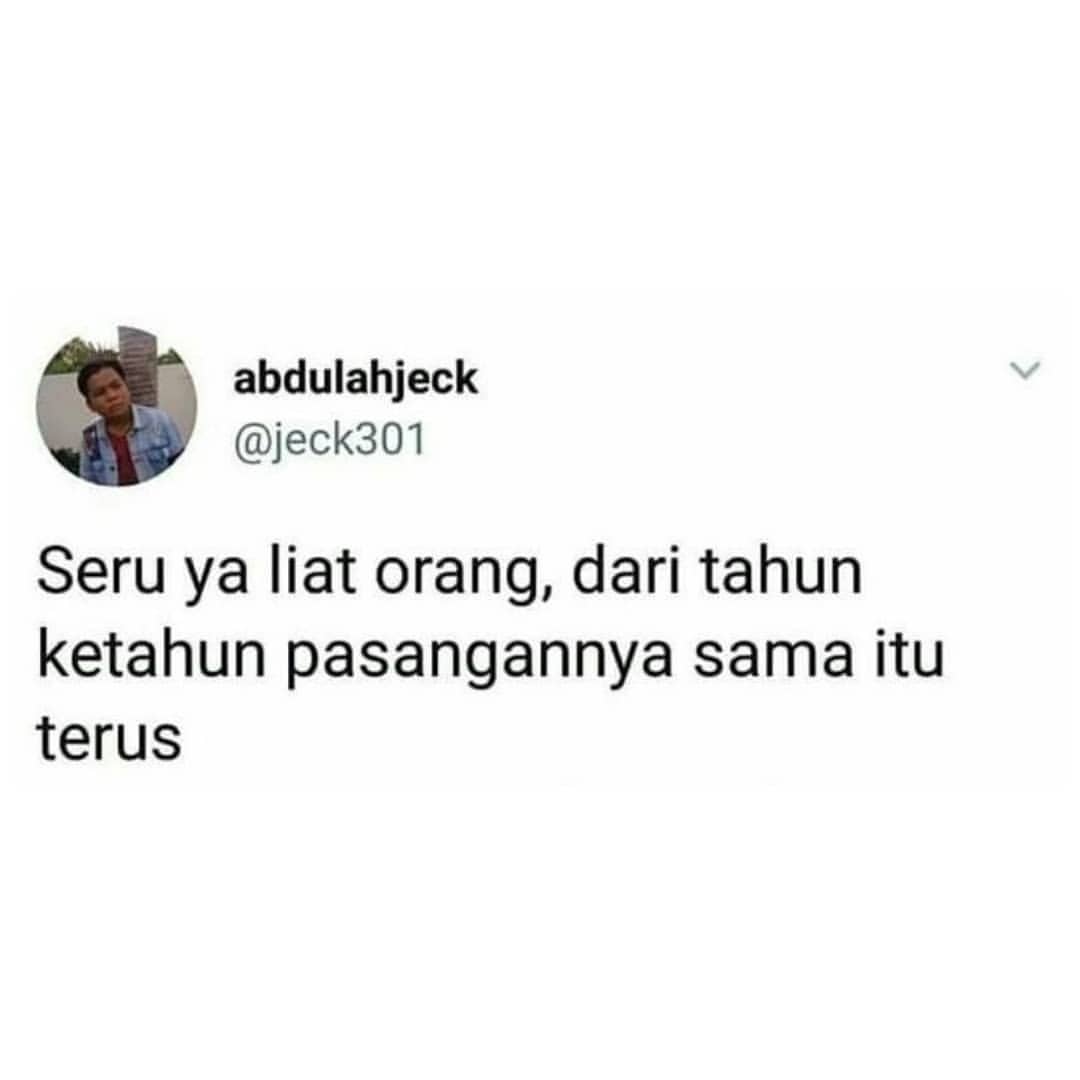 abdulahjeck
@jeck301
Seru ya liat orang, dari tahun
ketahun pasangannya sama itu
terus